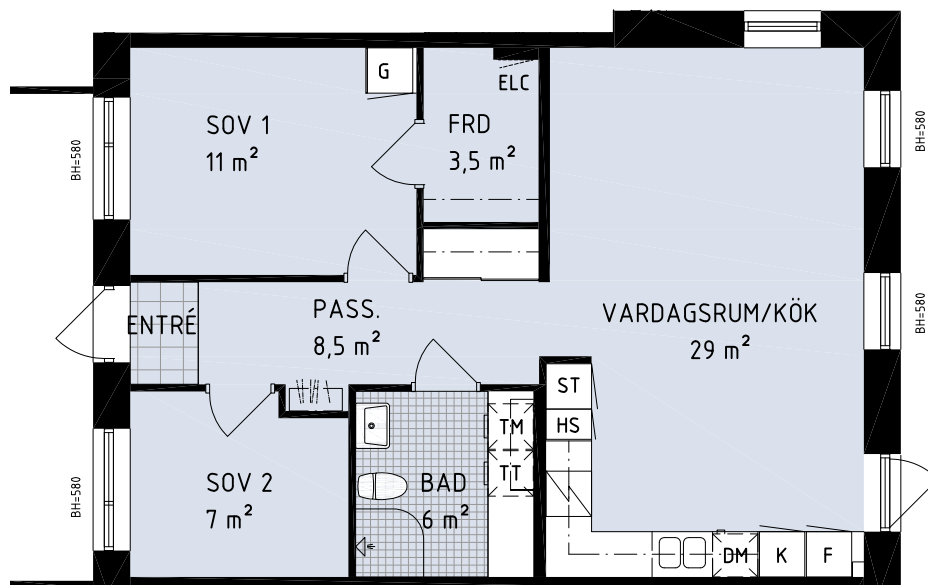 G
ELC
SOV 1
11 m²
FRD
3,5 m²
BH=580
BH=580
ENTRÉ
PASS.
8,5 m²
VARDAGSRUM/KÖK
29 m²
BH=580
ST
HS
TM
TT
SOV 2
7 m²
BAD
6 m²
BH=580
DM
K
F